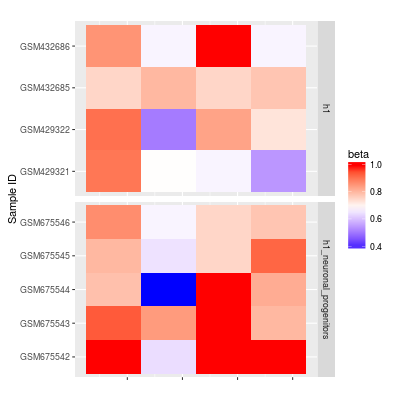 Sample ID
GSM432686
GSM432685
GSM429322
GSM429321
h1
GSM675546
GSM675545
GSM675544
GSM675543
GSM675542
h1_neuronal_progenitors
beta
1.0
0.8
0.6
0.4